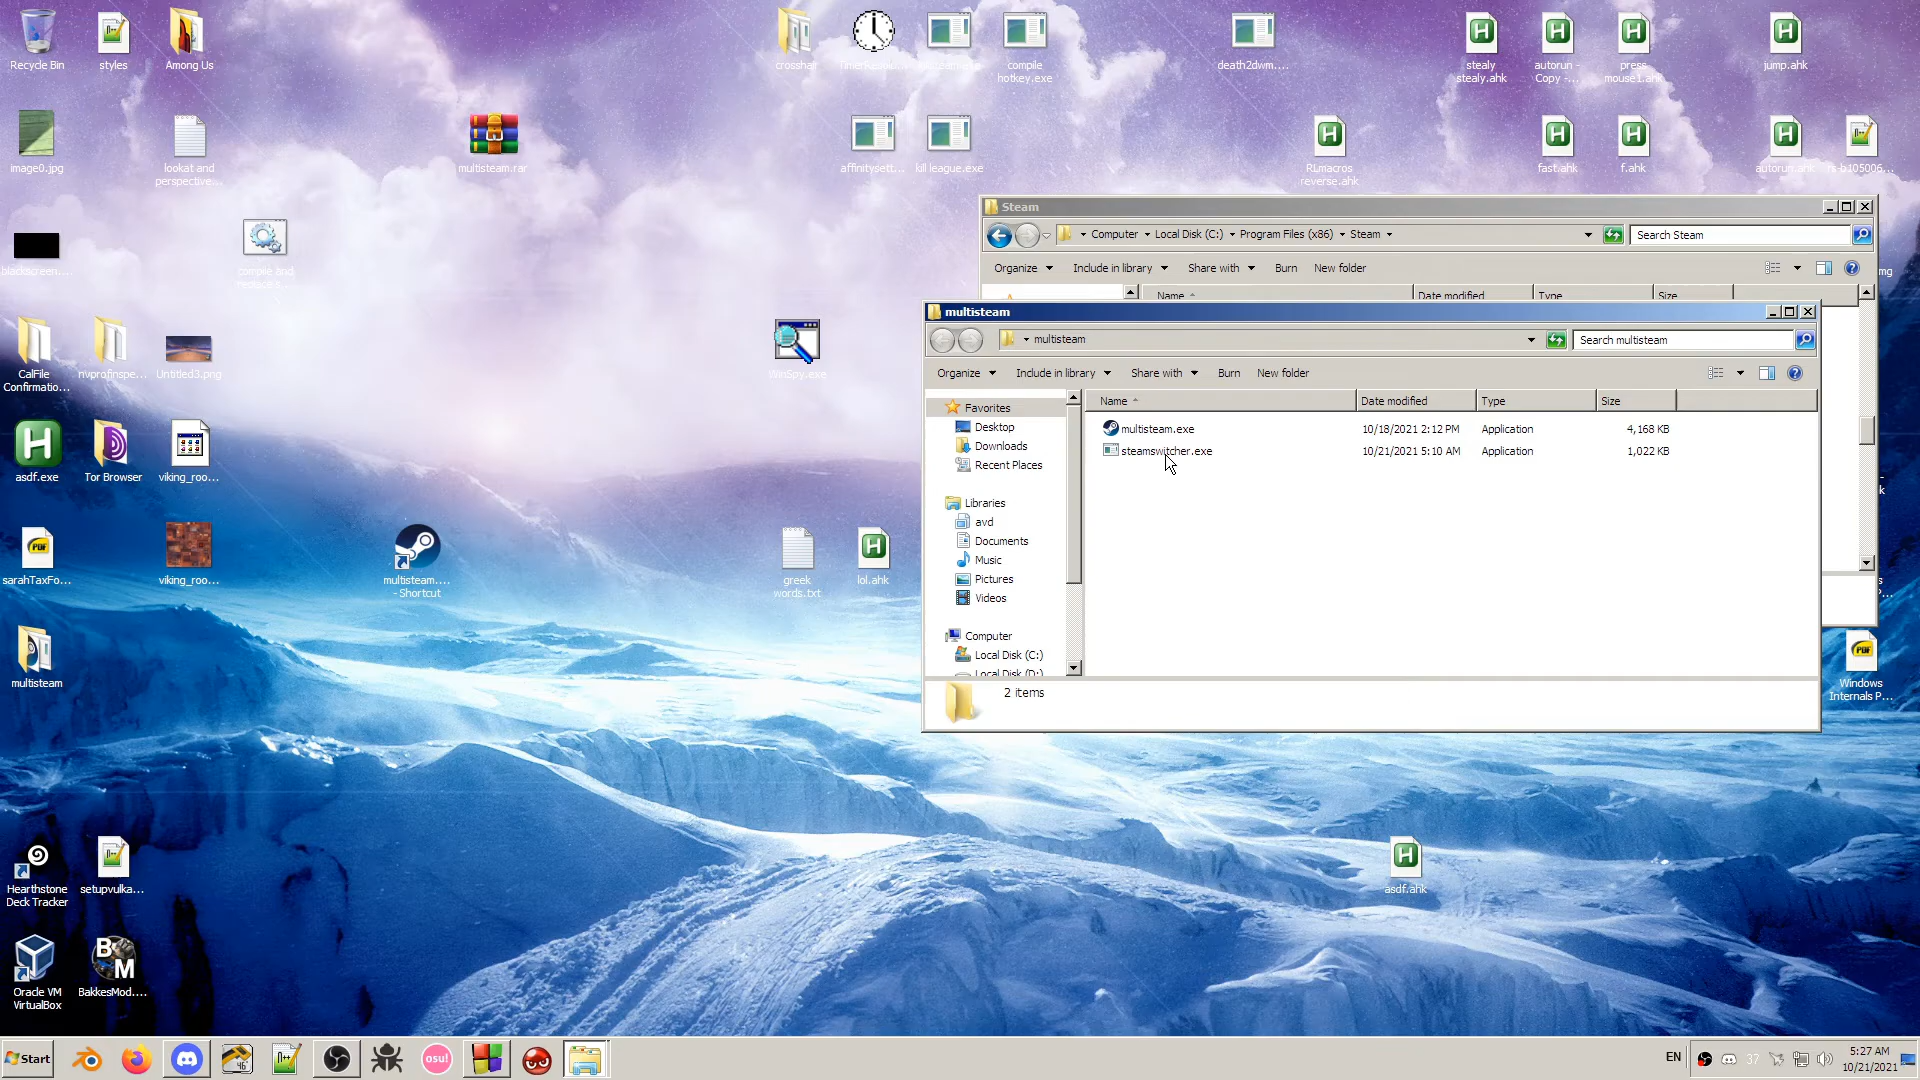 Recycle Bin
styles
Among Us
crosshair
compile
hotkey.exe
death2dwm....
stealy
stealy.ahk
autorun -
Copy -...
press
mouse1.ahk
jump.ahk
image0.jpg
lookat and
perspective...
multisteam.rar
affinitysett...
kill league.exe
RLmacros
reverse.ahk
fast.ahk
f.ahk
autorun.ahk
rs-b105006...
blackscreen....
compile and
CalFile
Confirmatio...
nvprofinspe...
Untitled3.png
WinSpy.exe
asdf.exe
Tor Browser
viking_roo...
sarahTaxFo...
viking_roo...
multisteam....
- Shortcut
greek
words.txt
lol.ahk
multisteam
Hearthstone
Deck Tracker
setupvulka...
Oracle VM
VirtualBox
BM
BakkesMod....
asdf.ahk
Windows
Internals P...
Steam
Computer
Local Disk (C:)
Program Files (x86)
Steam
Search Steam
Organize
Include in library
Share with
Burn
New folder
Name
Date modified
Type
Size
multisteam
multisteam
Search multisteam
Organize
Include in library
Share with
Burn
New folder
Name
Date modified
Type
Size
Favorites
Desktop
Downloads
Recent Places
Libraries
avd
Documents
Music
Pictures
Videos
Computer
Local Disk (C:)
Local Disk (D:)
multisteam.exe
10/18/2021 2:12 PM
Application
4,168 KB
steamswitcher.exe
10/21/2021 5:10 AM
Application
1,022 KB
2 items
Start
osu!
EN
37
5:27 AM
10/21/2021